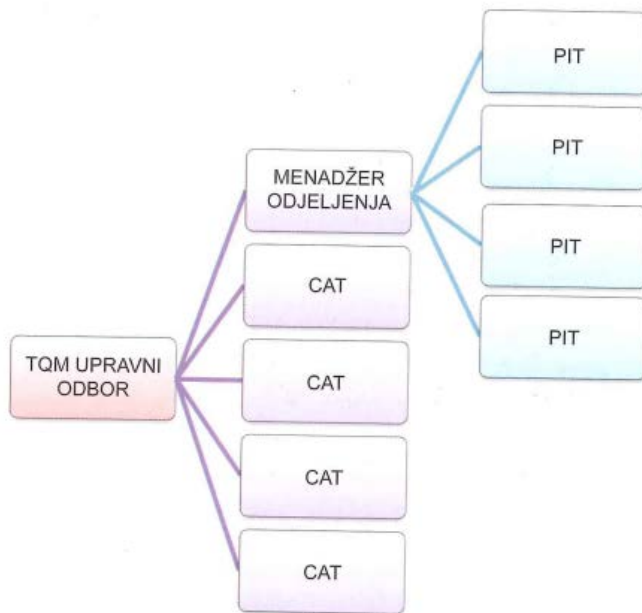 PIT
PIT
MENADŽER
ODJELJENJA
PIT
CAT
PIT
TQM UPRAVNI
ODBOR
CAT
CAT
CAT